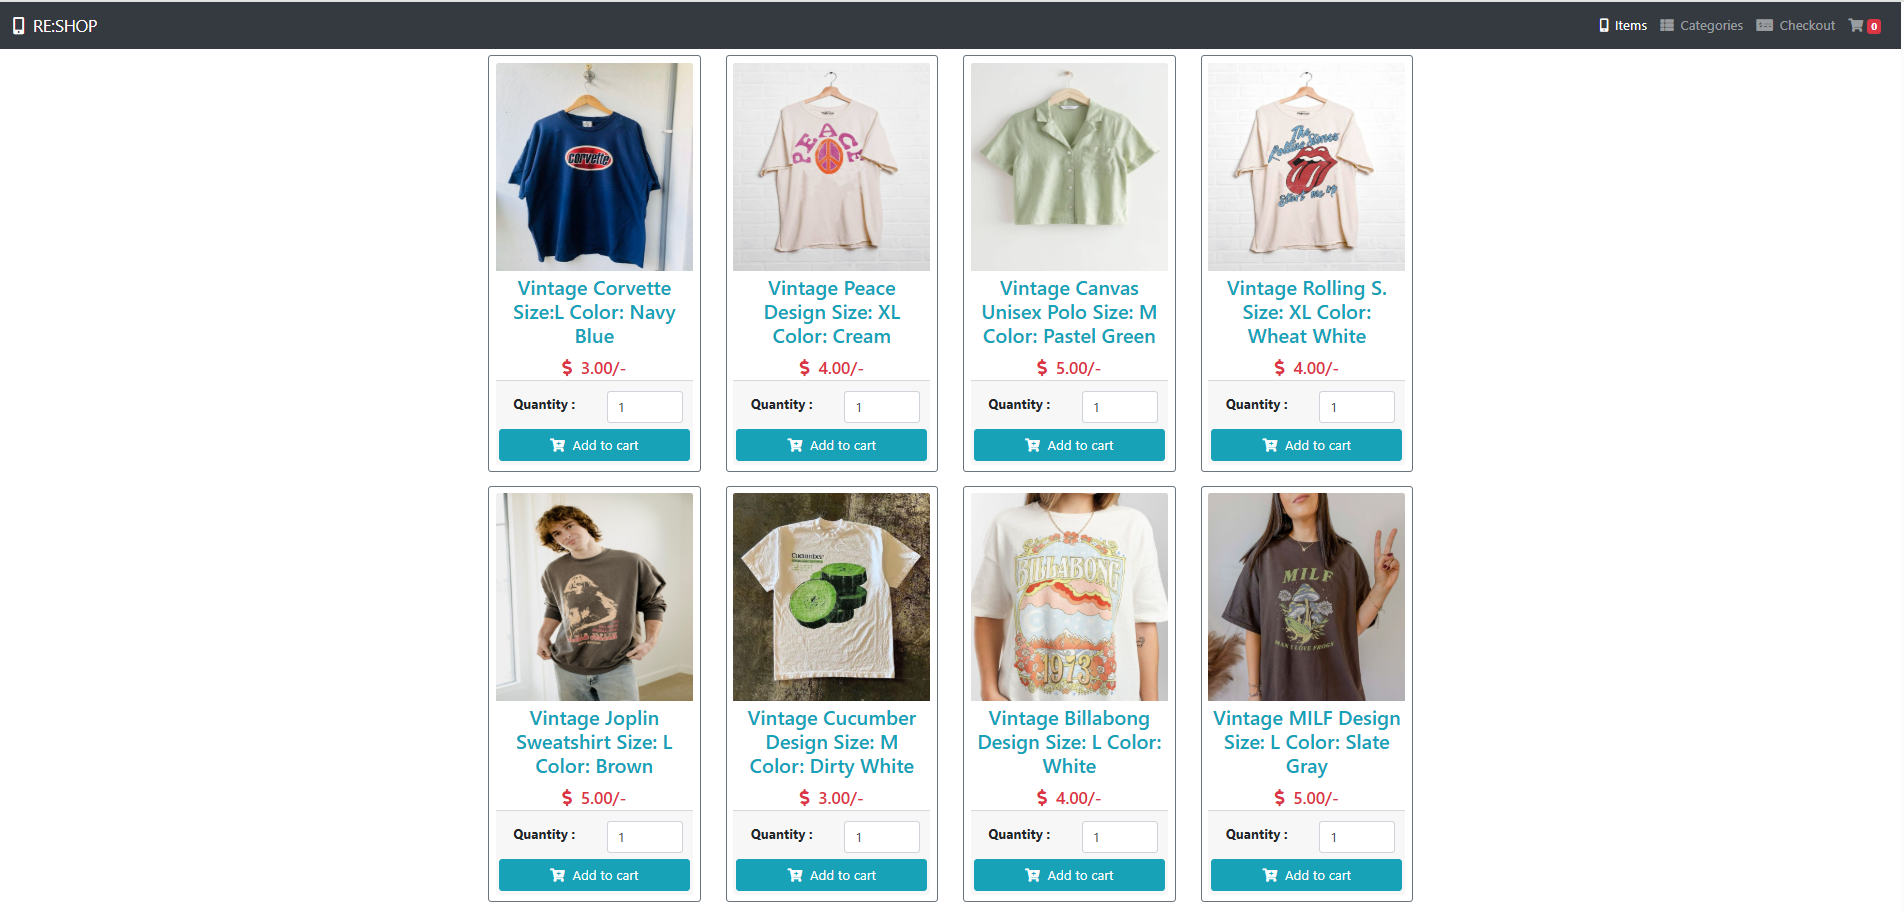 RE:SHOP
Items
Categories
Checkout
0
corvette
PEACE
The
Rolling Stones
Start me up
Vintage Corvette
Size:L Color: Navy
Blue
$ 3.00/-
Quantity :
1
Add to cart
Vintage Peace
Design Size: XL
Color: Cream
$ 4.00/-
Quantity :
1
Add to cart
Vintage Canvas
Unisex Polo Size: M
Color: Pastel Green
$ 5.00/-
Quantity :
1
Add to cart
Vintage Rolling S.
Size: XL Color:
Wheat White
$ 4.00/-
Quantity :
1
Add to cart
Cucumber
BILLABONG
1973
MILF
MAN I LOVE FROGS
Vintage Joplin
Sweatshirt Size: L
Color: Brown
$ 5.00/-
Quantity :
1
Add to cart
Vintage Cucumber
Design Size: M
Color: Dirty White
$ 3.00/-
Quantity :
1
Add to cart
Vintage Billabong
Design Size: L Color:
White
$ 4.00/-
Quantity :
1
Add to cart
Vintage MILF Design
Size: L Color: Slate
Gray
$ 5.00/-
Quantity :
1
Add to cart